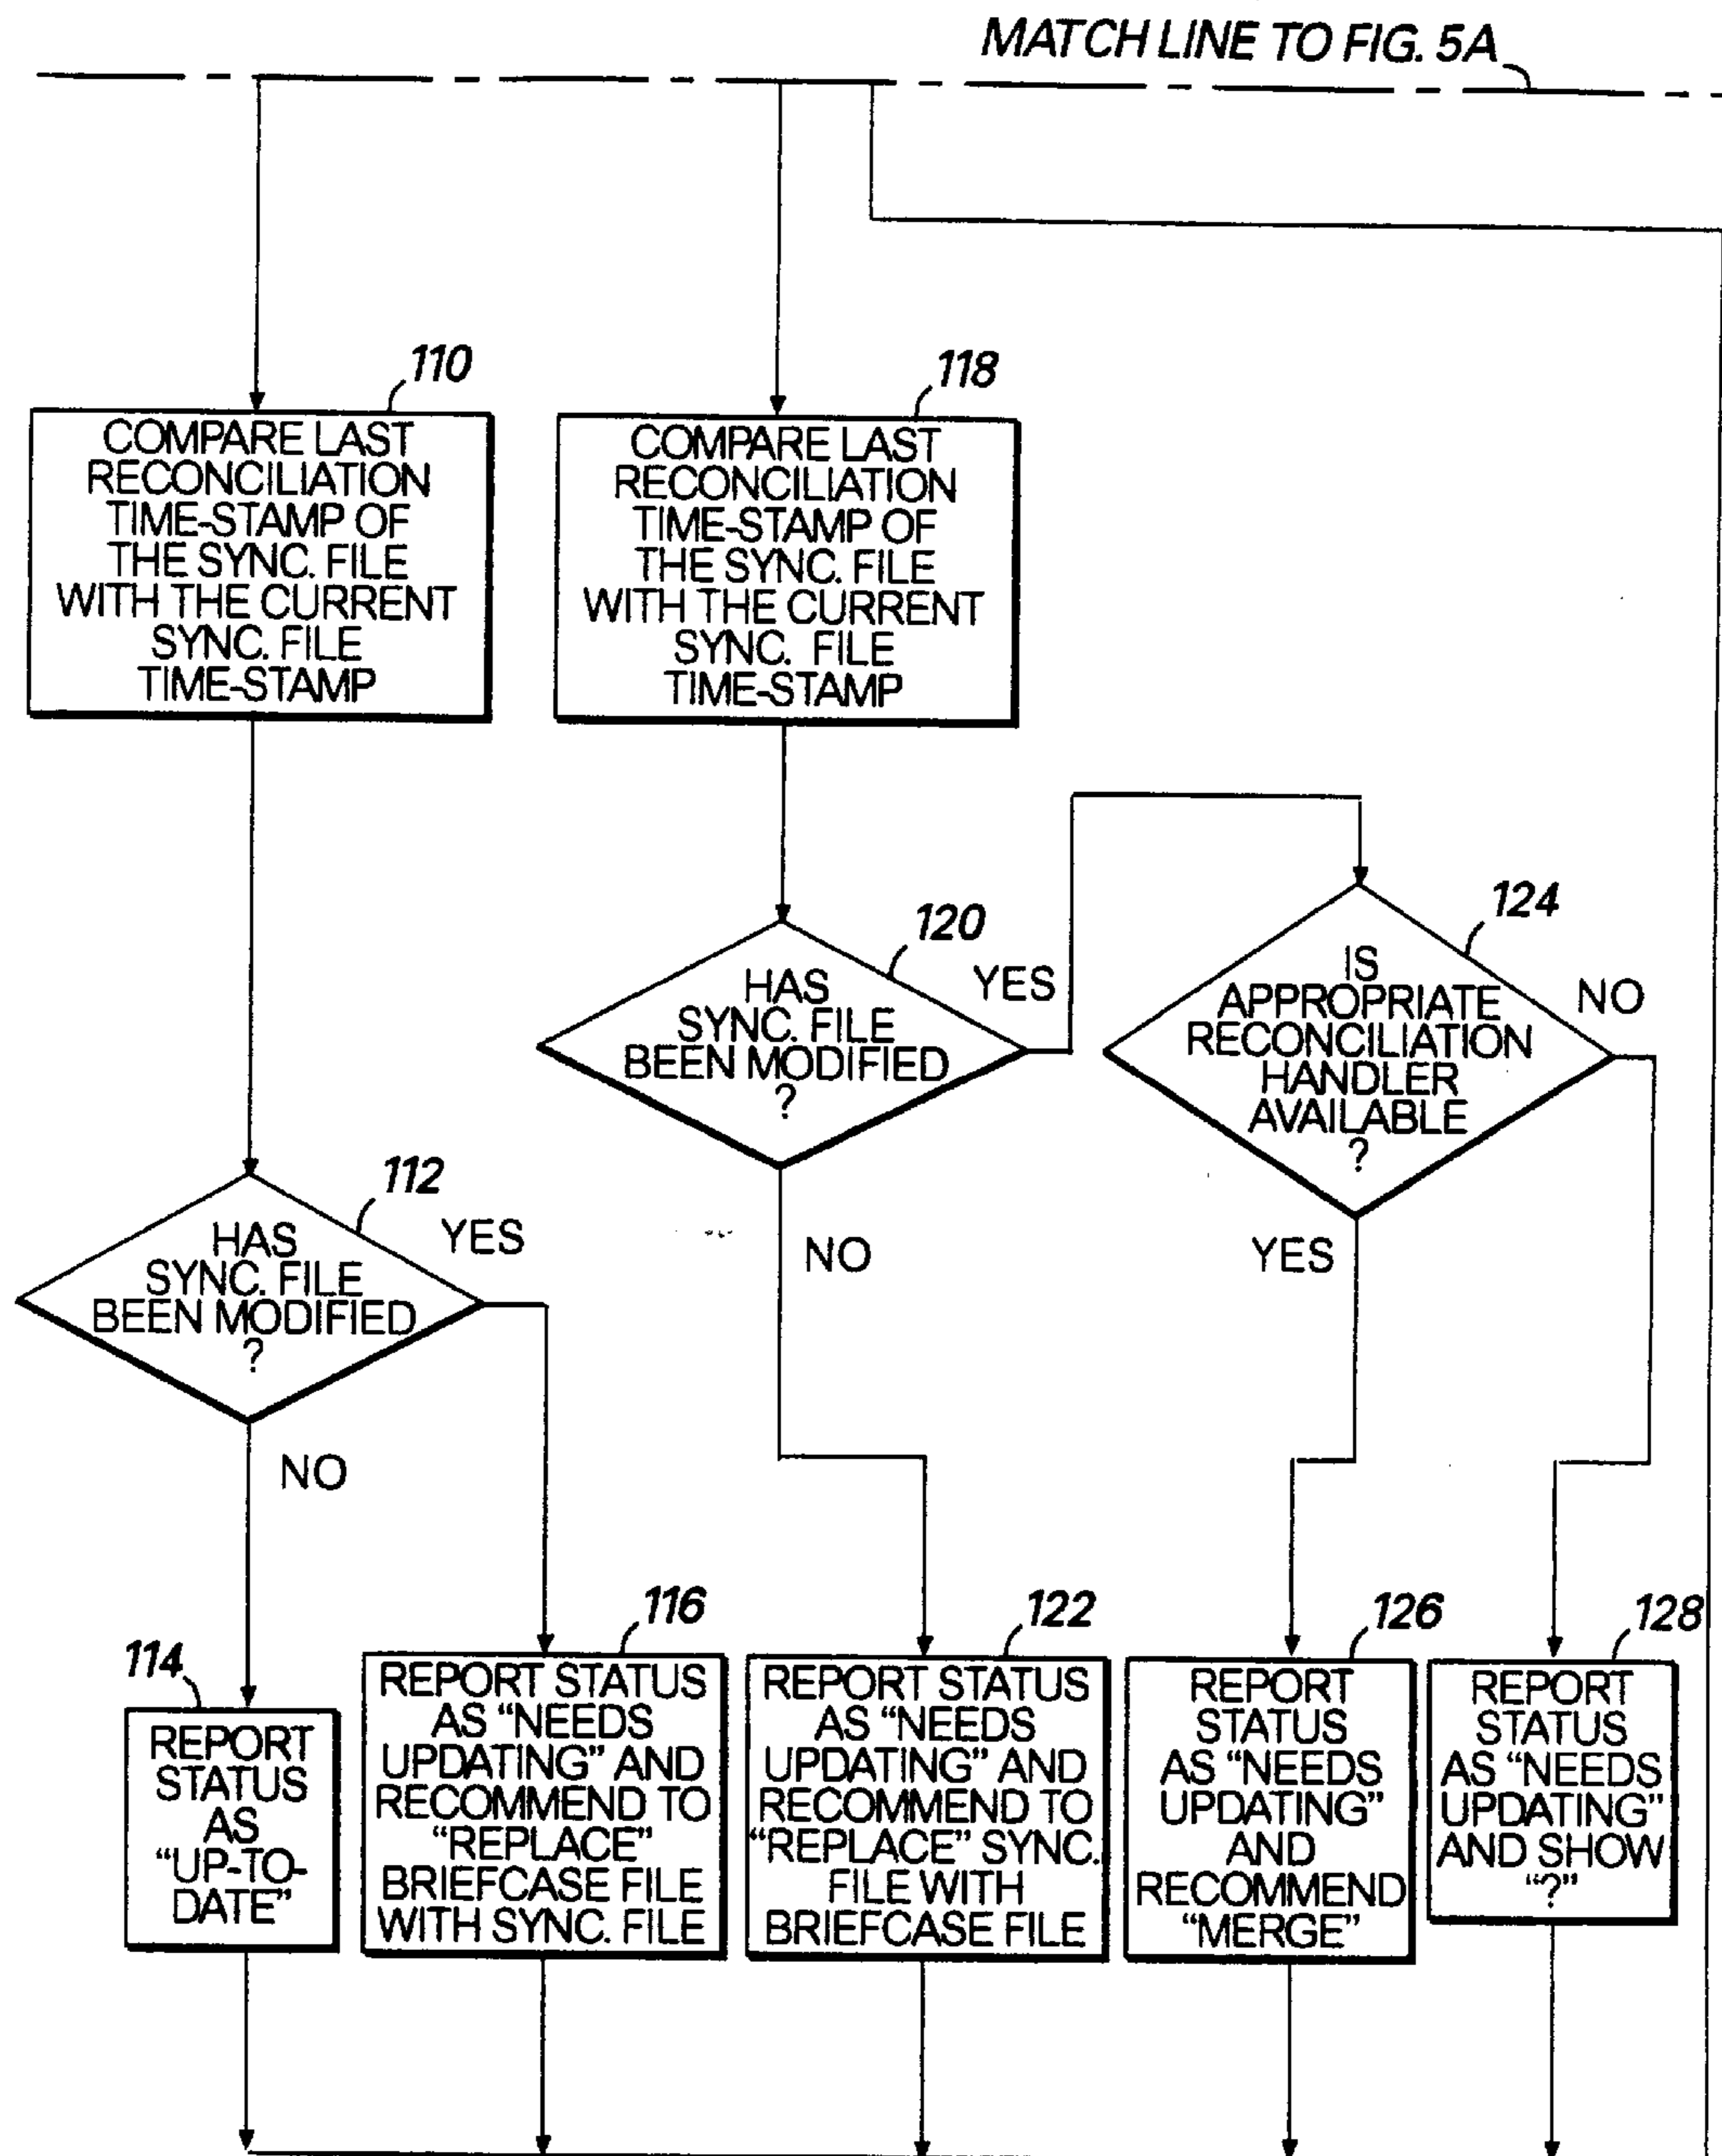 MATCH LINE TO FIG. 5A
110
COMPARE LAST
RECONCILIATION
TIME-STAMP OF
THE SYNC. FILE
WITH THE CURRENT
SYNC. FILE
TIME-STAMP
118
COMPARE LAST
RECONCILIATION
TIME-STAMP OF
THE SYNC. FILE
WITH THE CURRENT
SYNC. FILE
TIME-STAMP
120
HAS
SYNC. FILE
BEEN MODIFIED
?
YES
NO
124
IS
APPROPRIATE
RECONCILIATION
HANDLER
AVAILABLE
?
NO
YES
112
HAS
SYNC. FILE
BEEN MODIFIED
?
YES
NO
114
REPORT
STATUS
AS
“UP-TO-
DATE”
116
REPORT STATUS
AS “NEEDS
UPDATING” AND
RECOMMEND TO
“REPLACE”
BRIEFCASE FILE
WITH SYNC. FILE
122
REPORT STATUS
AS “NEEDS
UPDATING” AND
RECOMMEND TO
“REPLACE” SYNC.
FILE WITH
BRIEFCASE FILE
126
REPORT
STATUS
AS “NEEDS
UPDATING”
AND
RECOMMEND
“MERGE”
128
REPORT
STATUS
AS “NEEDS
UPDATING”
AND SHOW
“?”